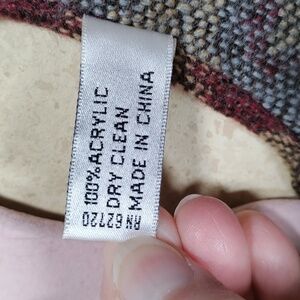 100% ACRYLIC
DRY CLEAN
MADE IN CHINA
RN 62720